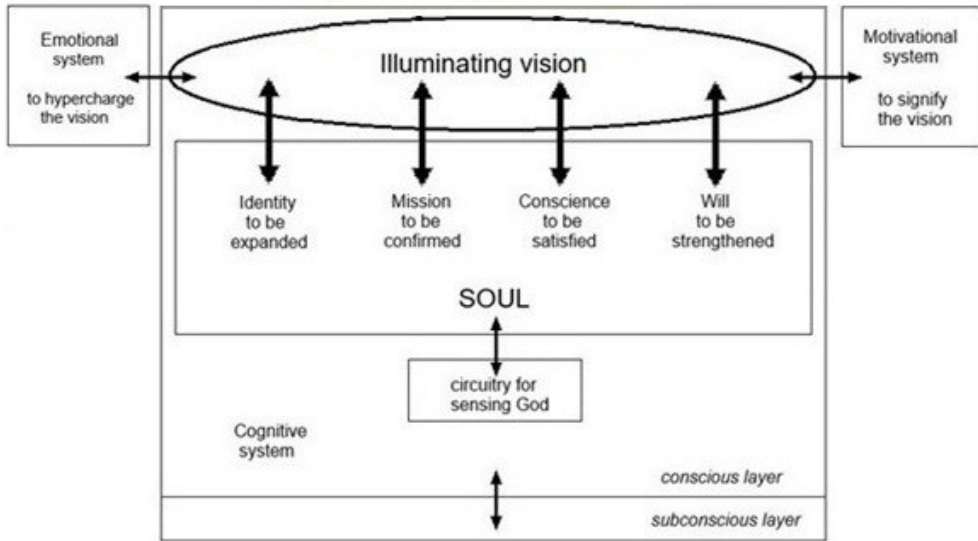 Emotional
system
to hypercharge
the vision
Illuminating vision
Motivational
system
to signify
the vision
Identity
to be
expanded
Mission
to be
confirmed
Conscience
to be
satisfied
Will
to be
strengthened
SOUL
circuitry for
sensing God
Cognitive
system
conscious layer
subconscious layer